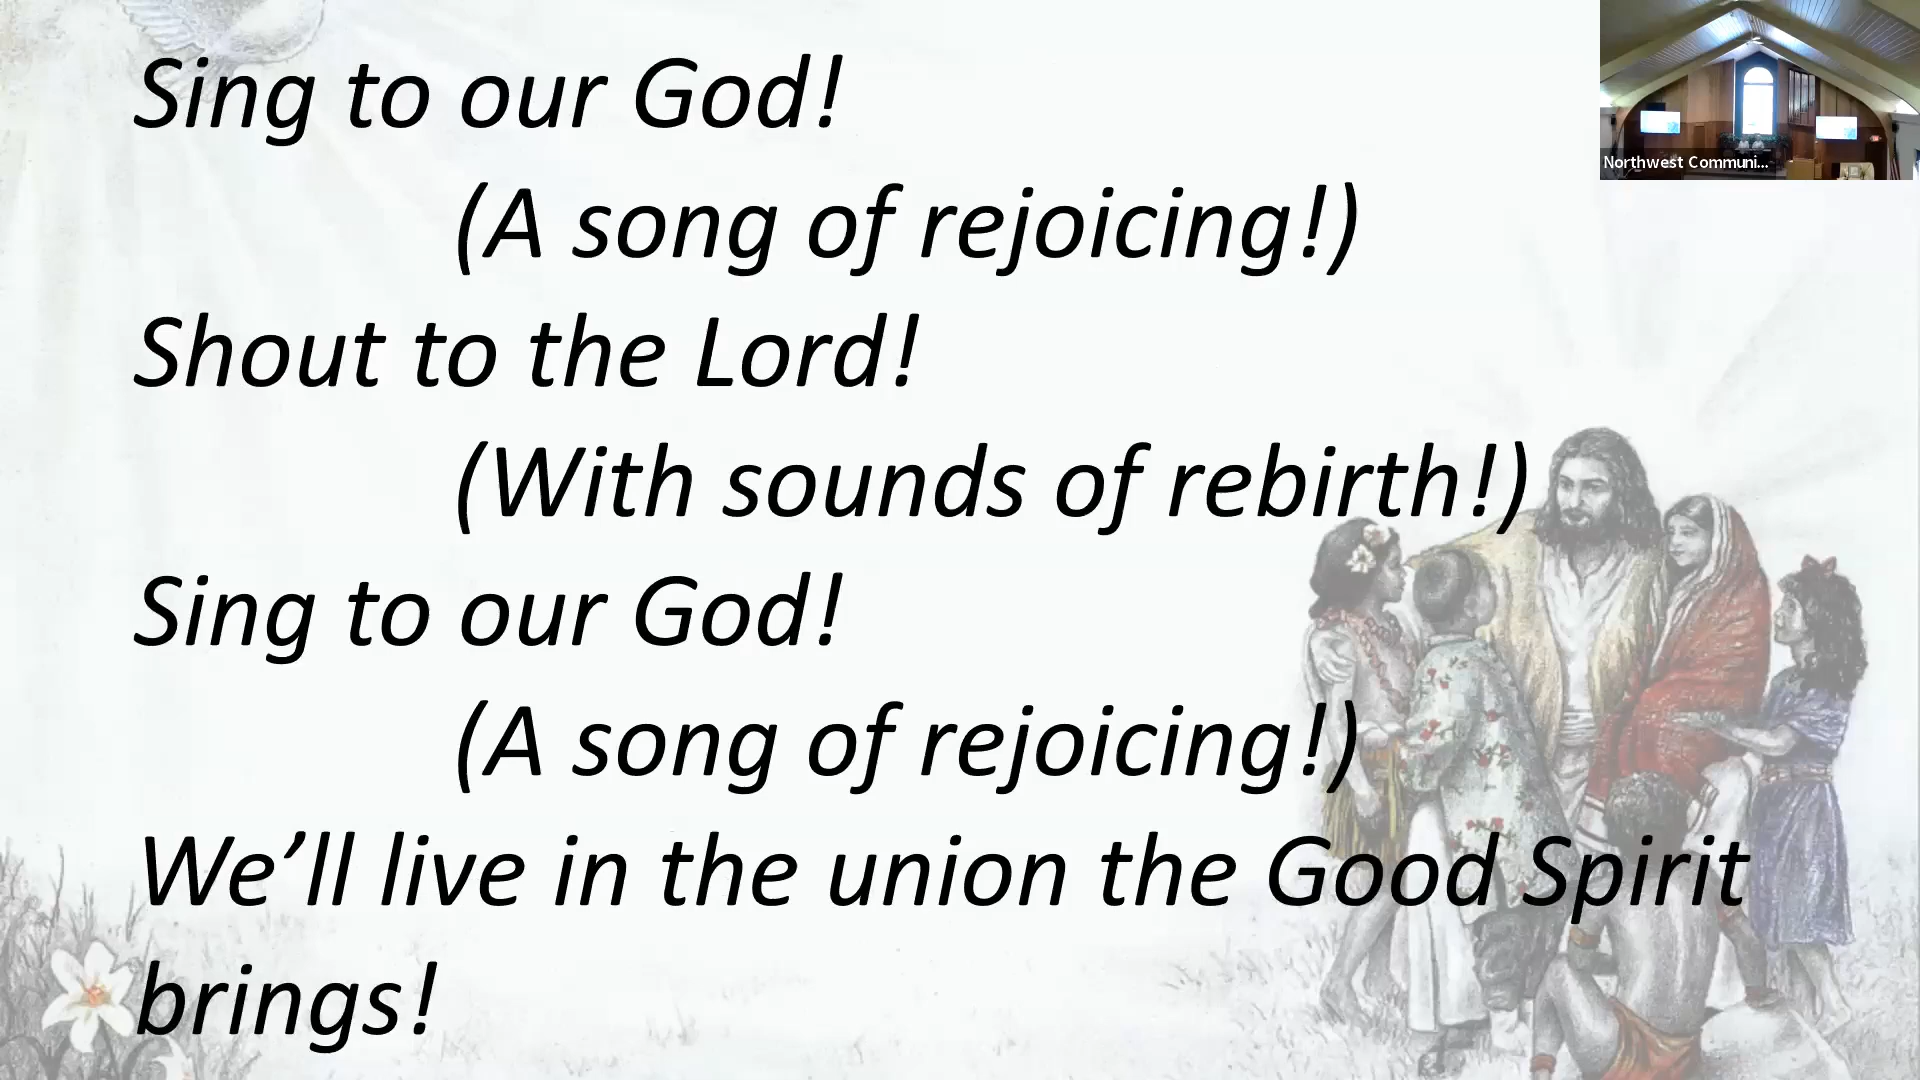 Sing to our God!
(A song of rejoicing!)
Shout to the Lord!
(With sounds of rebirth!)
Sing to our God!
(A song of rejoicing!)
We’ll live in the union the Good Spirit
brings!
Northwest Communi...